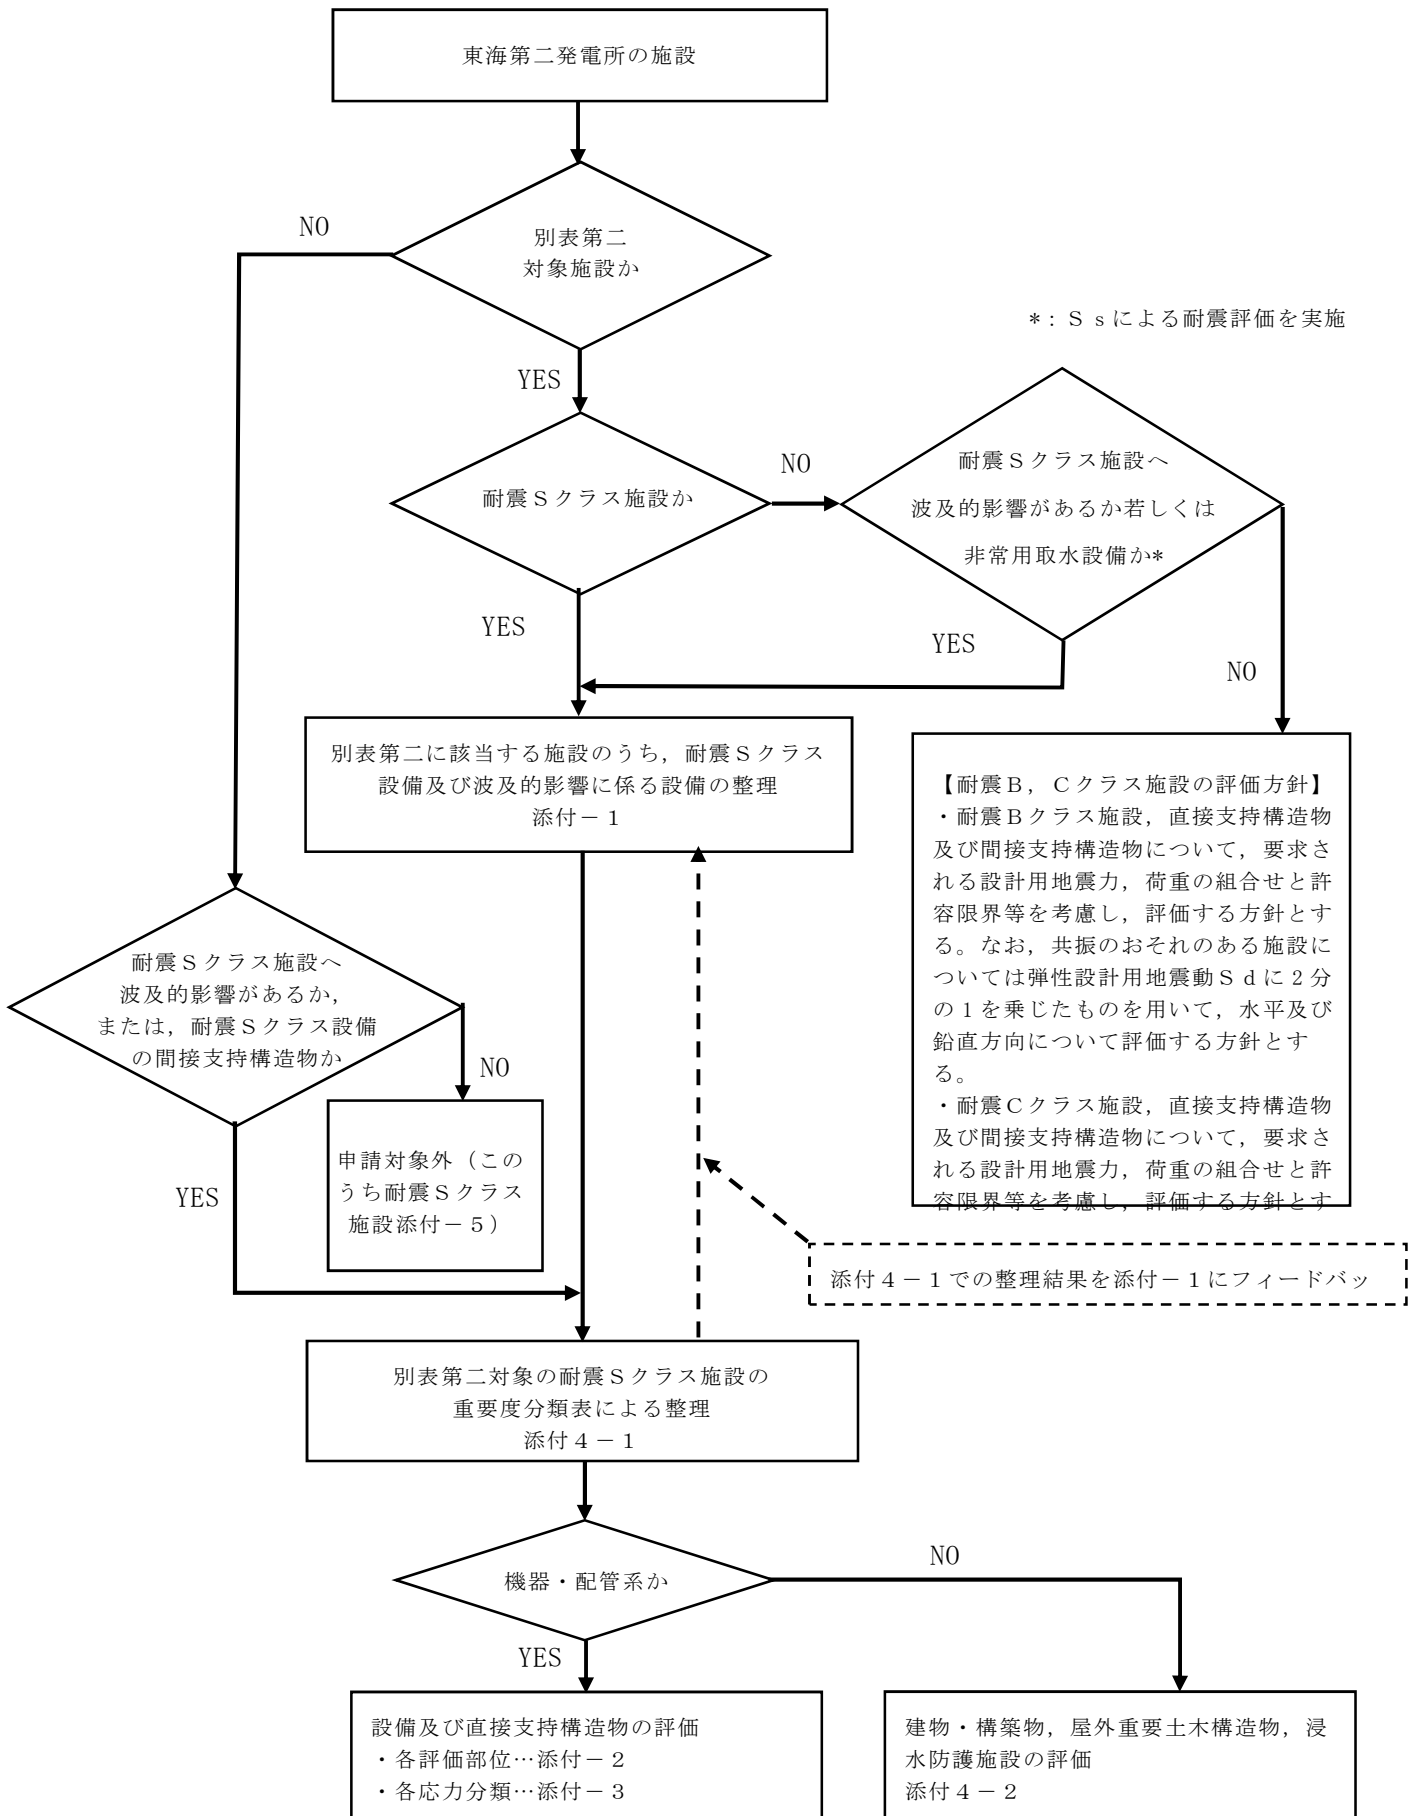 東海第二発電所の施設
NO
別表第二
対象施設か
*：Ｓｓによる耐震評価を実施
YES
耐震Ｓクラス施設か
NO
耐震Ｓクラス施設へ
波及的影響があるか若しくは
非常用取水設備か*
YES
YES
NO
別表第二に該当する施設のうち，耐震Ｓクラス
設備及び波及的影響に係る設備の整理
添付－１
【耐震Ｂ，Ｃクラス施設の評価方針】
・耐震Ｂクラス施設，直接支持構造物
及び間接支持構造物について，要求さ
れる設計用地震力，荷重の組合せと許
容限界等を考慮し，評価する方針とす
る。なお，共振のおそれのある施設に
ついては弾性設計用地震動Ｓｄに２分
の１を乗じたものを用いて，水平及び
鉛直方向について評価する方針とす
る。
・耐震Ｃクラス施設，直接支持構造物
及び間接支持構造物について，要求さ
れる設計用地震力，荷重の組合せと許
容限界等を考慮し，評価する方針とす
耐震Ｓクラス施設へ
波及的影響があるか，
または，耐震Ｓクラス設備
の間接支持構造物か
NO
申請対象外（この
うち耐震Ｓクラス
施設添付－５）
YES
添付４－１での整理結果を添付－１にフィードバッ
別表第二対象の耐震Ｓクラス施設の
重要度分類表による整理
添付４－１
機器・配管系か
NO
YES
設備及び直接支持構造物の評価
・各評価部位…添付－２
・各応力分類…添付－３
建物・構築物，屋外重要土木構造物，浸
水防護施設の評価
添付４－２